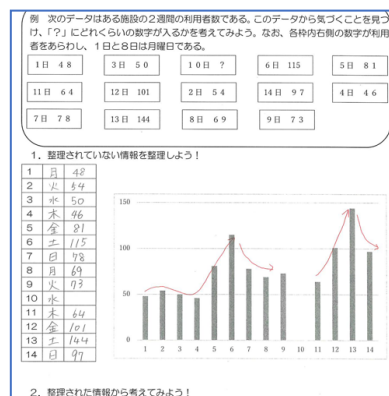 例　次のデータはある施設の２週間の利用者数である。このデータから気づくことを見つ
け、「？」にどれくらいの数字が入るかを考えてみよう。なお、各枠内右側の数字が利用
者をあらわし、１日と８日は月曜日である。
１日　４８　３日　５０　１０日　？　６日　115　５日　８１
11日　６４　12日　101　２日　５４　14日　９７　４日　４６
７日　７８　13日　144　８日　６９　９日　７３
１．整理されていない情報を整理しよう！
1 月 48
2 火 54
3 水 50
4 木 46
5 金 81
6 土 115
7 日 78
8 月 69
9 火 73
10 水
11 木 64
12 金 101
13 土 144
14 日 97
150
100
50
0
1 2 3 4 5 6 7 8 9 10 11 12 13 14
２．整理された情報から考えてみよう！